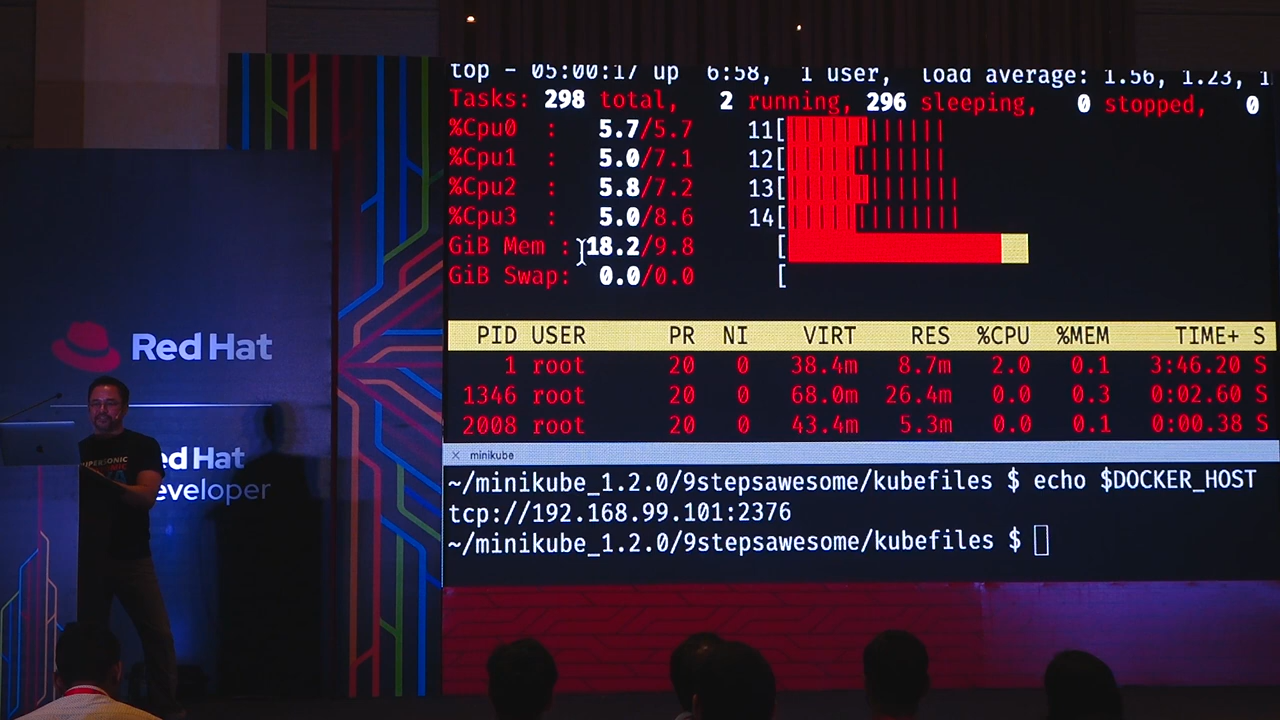 top - 05:00:17 up 6:58, 1 user, load average: 1.56, 1.23, 1
Tasks: 298 total, 2 running, 296 sleeping, 0 stopped, 0
%Cpu0 : 5.7/5.7 11[||||||||||||
%Cpu1 : 5.0/7.1 12[||||||||||||
%Cpu2 : 5.8/7.2 13[|||||||||||||
%Cpu3 : 5.0/8.6 14[|||||||||||||
GiB Mem : 18.2/9.8 [
GiB Swap: 0.0/0.0 [
PID USER PR NI VIRT RES %CPU %MEM TIME+ S
1 root 20 0 38.4m 8.7m 2.0 0.1 3:46.20 S
1346 root 20 0 68.0m 26.4m 0.0 0.3 0:02.60 S
2008 root 20 0 43.4m 5.3m 0.0 0.1 0:00.38 S
× minikube
~/minikube_1.2.0/9stepsawesome/kubefiles $ echo $DOCKER_HOST
tcp://192.168.99.101:2376
~/minikube_1.2.0/9stepsawesome/kubefiles $
Red Hat
ed Hat
eveloper
UPERSONIC